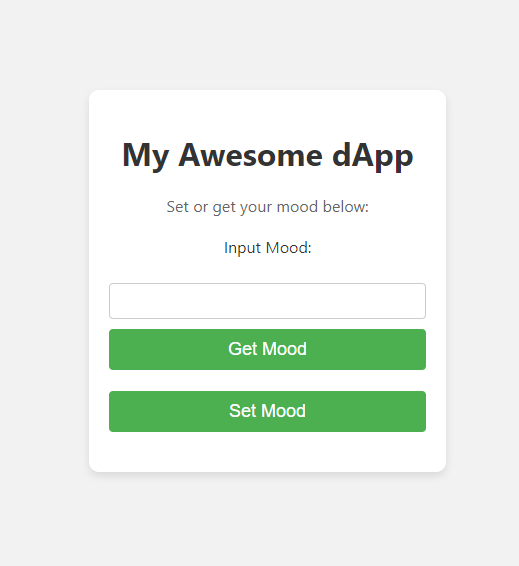 My Awesome dApp
Set or get your mood below:
Input Mood:
Get Mood
Set Mood